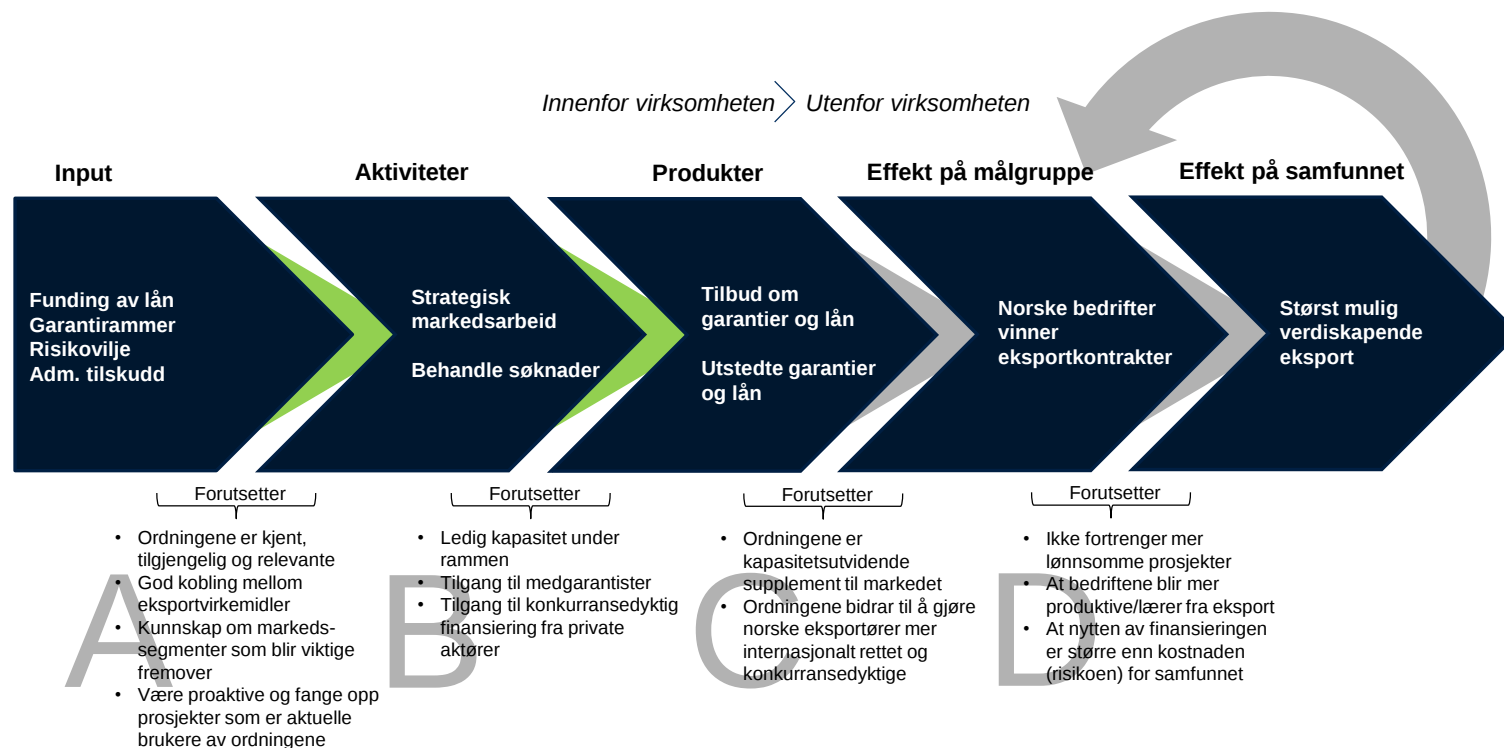 Innenfor virksomheten
Utenfor virksomheten
Input
Aktiviteter
Produkter
Effekt på målgruppe
Effekt på samfunnet
Funding av lån
Garantirammer
Risikovilje
Adm. tilskudd
Strategisk
markedsarbeid
Behandle søknader
Tilbud om
garantier og lån
Utstedte garantier
og lån
Norske bedrifter
vinner
eksportkontrakter
Størst mulig
verdiskapende
eksport
Forutsetter
A
• Ordningene er kjent,
tilgjengelig og relevante
• God kobling mellom
eksportvirkemidler
• Kunnskap om markeds-
segmenter som blir viktige
fremover
• Være proaktive og fange opp
prosjekter som er aktuelle
brukere av ordningene
Forutsetter
B
• Ledig kapasitet under
rammen
• Tilgang til medgarantister
• Tilgang til konkurransedyktig
finansiering fra private
aktører
Forutsetter
C
• Ordningene er
kapasitetsutvidende
supplement til markedet
• Ordningene bidrar til å gjøre
norske eksportører mer
internasjonalt rettet og
konkurransedyktige
Forutsetter
D
• Ikke fortrenger mer
lønnsomme prosjekter
• At bedriftene blir mer
produktive/lærer fra eksport
• At nytten av finansieringen
er større enn kostnaden
(risikoen) for samfunnet